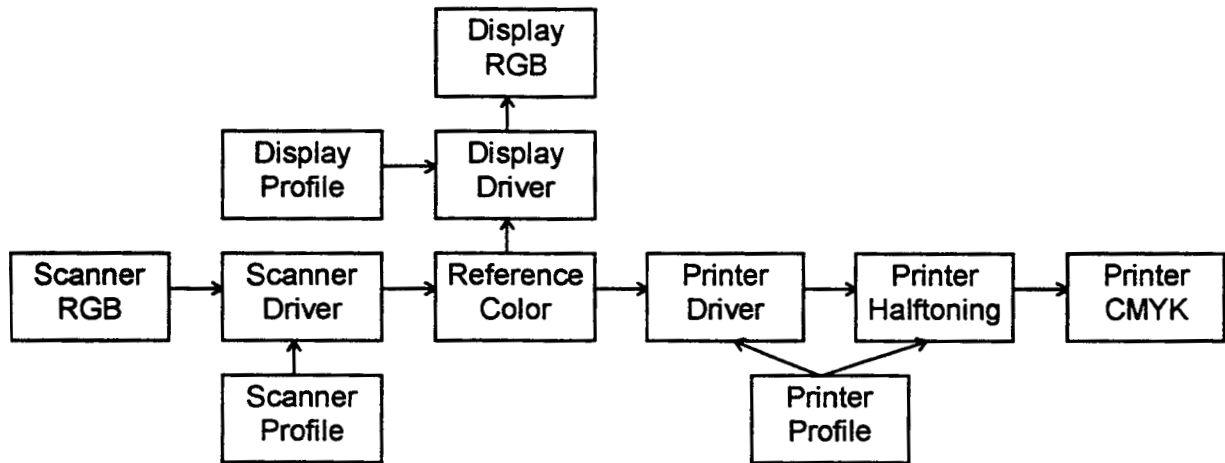 Display
RGB
Display
Profile
Display
Driver
Scanner
RGB
Scanner
Driver
Reference
Color
Printer
Driver
Printer
Halftoning
Printer
CMYK
Scanner
Profile
Printer
Profile